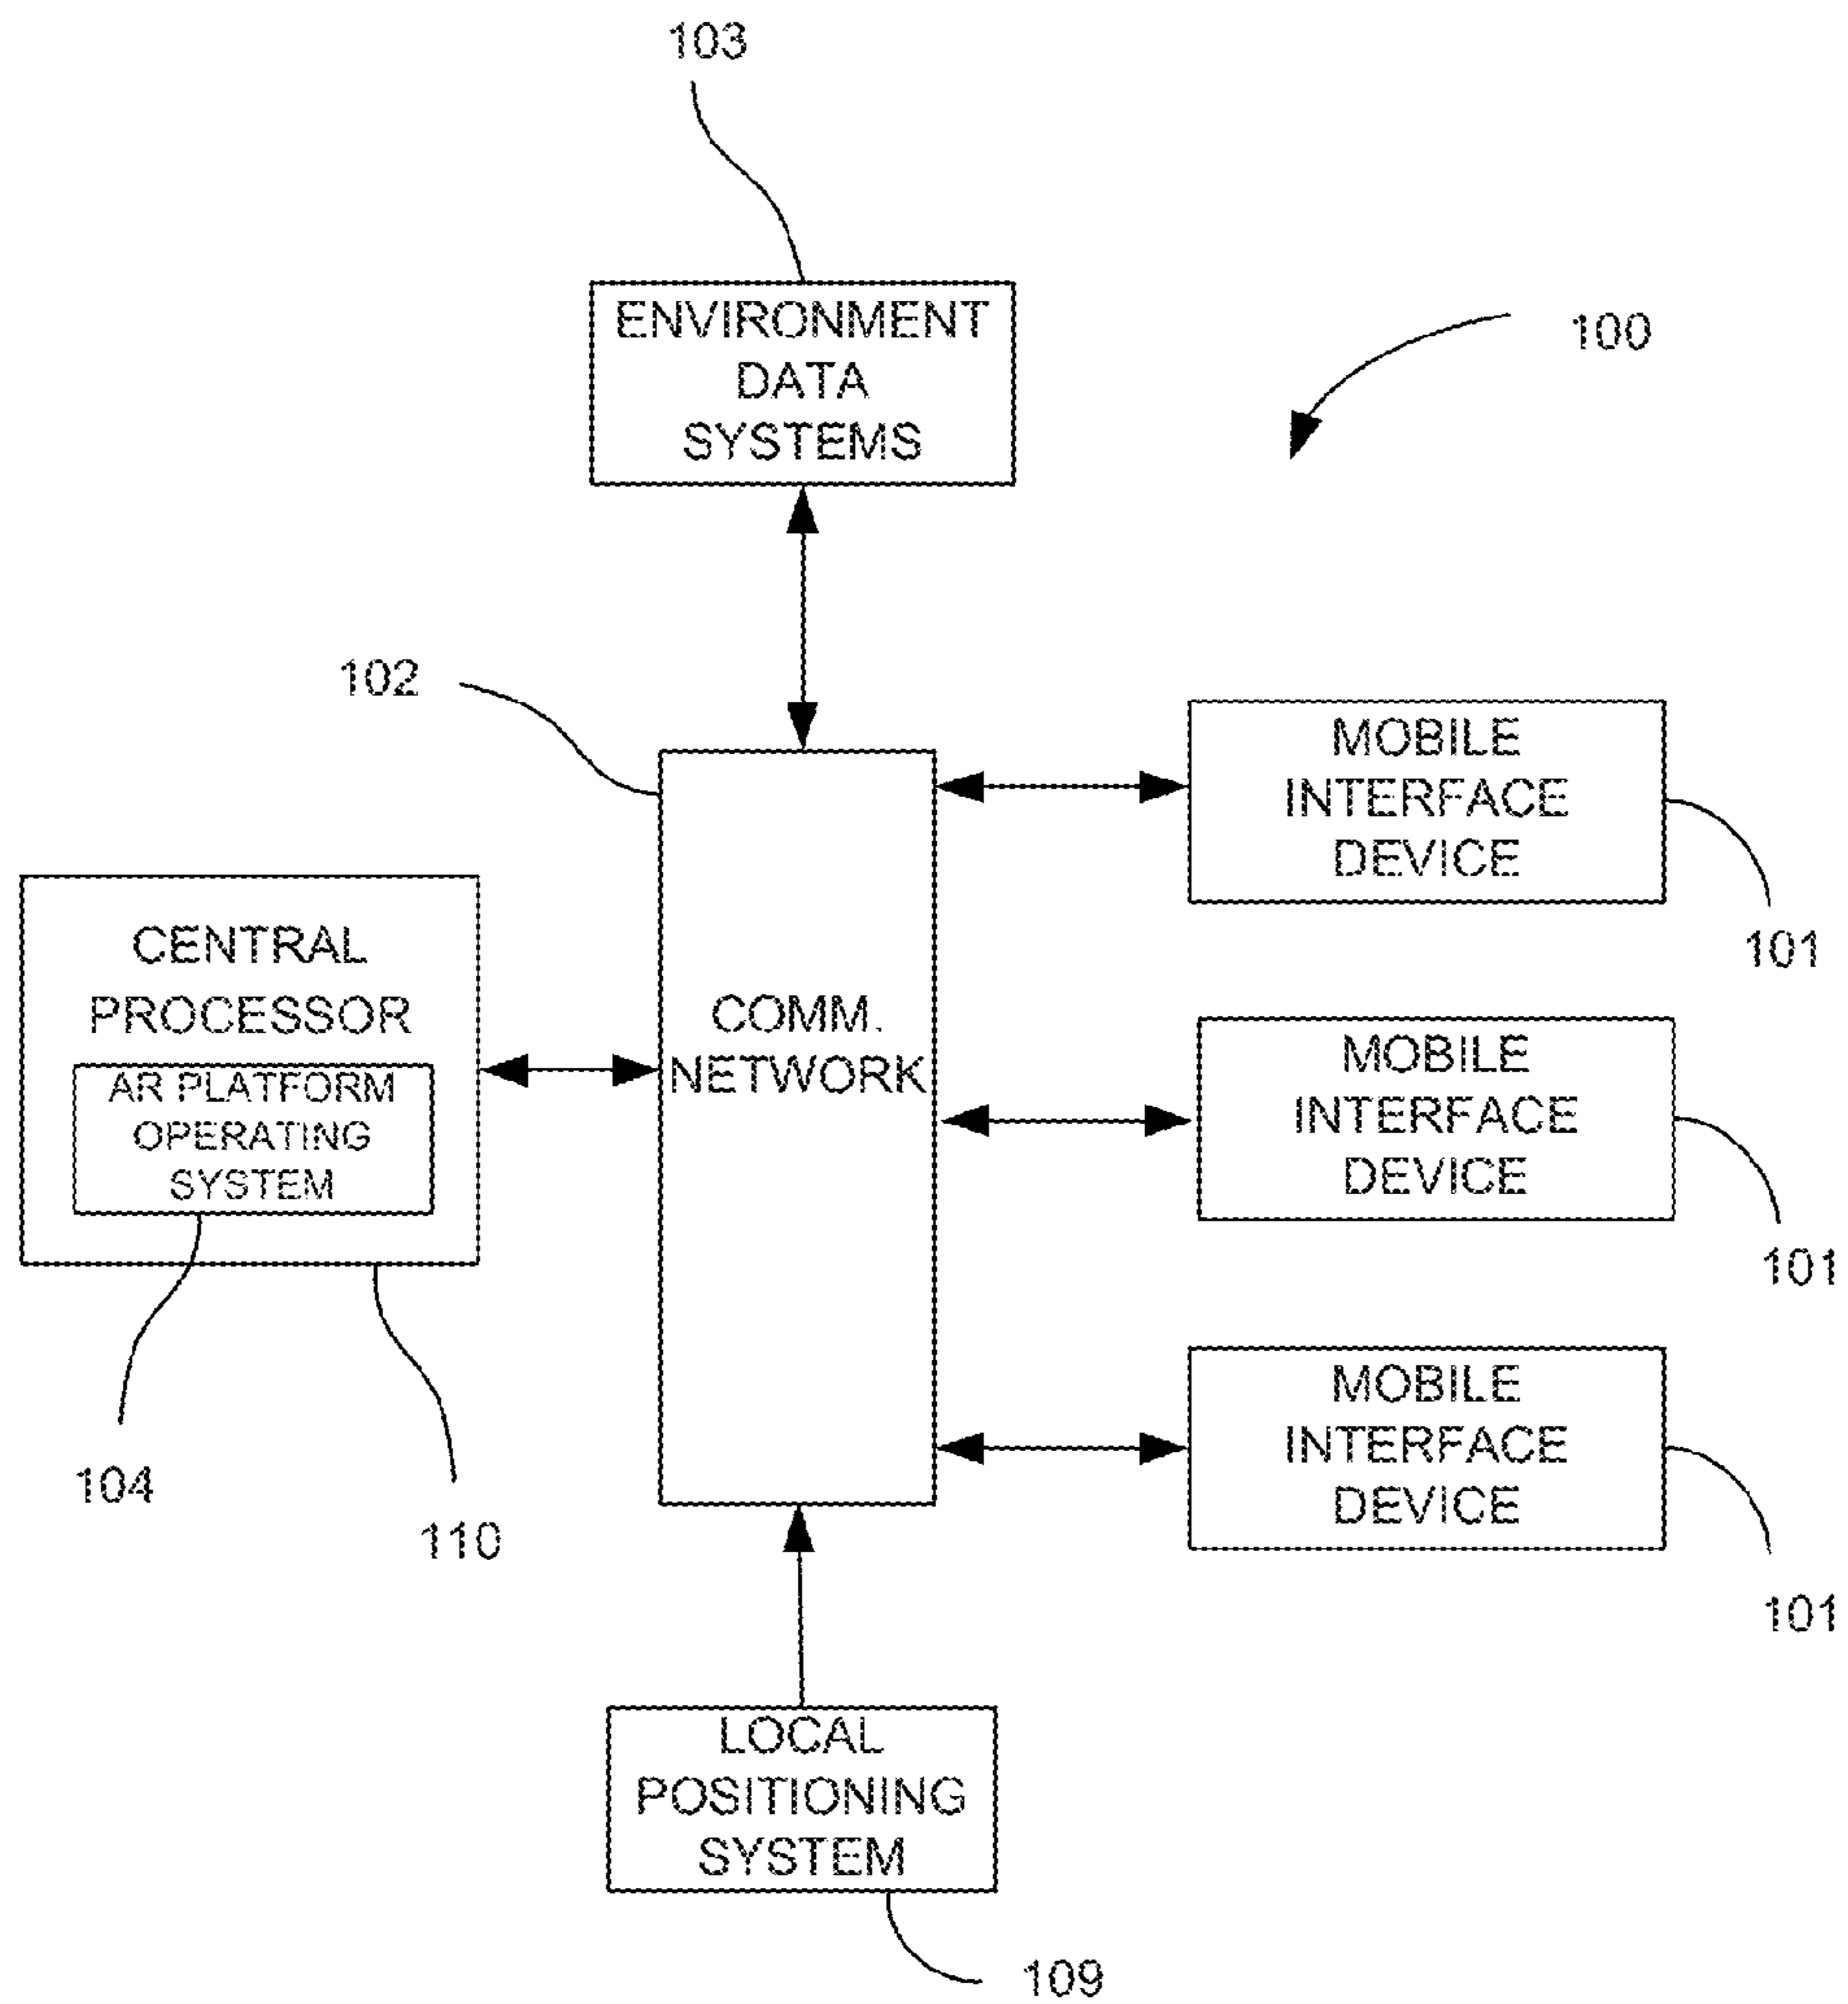 103
ENVIRONMENT
DATA
SYSTEMS
100
102
MOBILE
INTERFACE
DEVICE
101
CENTRAL
PROCESSOR
AR PLATFORM
OPERATING
SYSTEM
COMM.
NETWORK
MOBILE
INTERFACE
DEVICE
101
104
110
MOBILE
INTERFACE
DEVICE
101
LOCAL
POSITIONING
SYSTEM
109